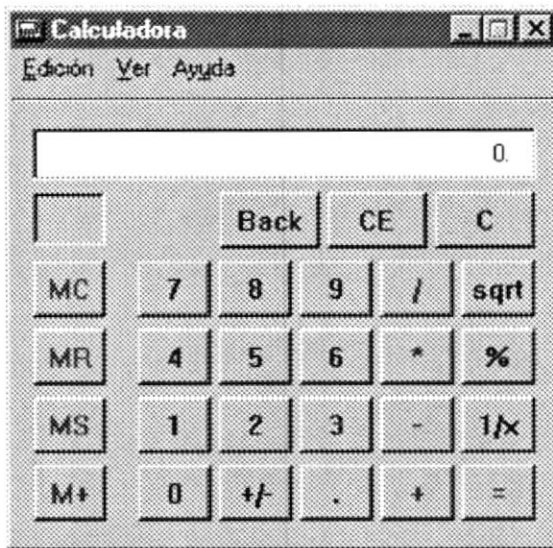 Calculadora
Edición Ver Ayuda
0.
Back CE C
MC 7 8 9 / sqrt
MR 4 5 6 * %
MS 1 2 3 - 1/x
M+ 0 +/- . + =